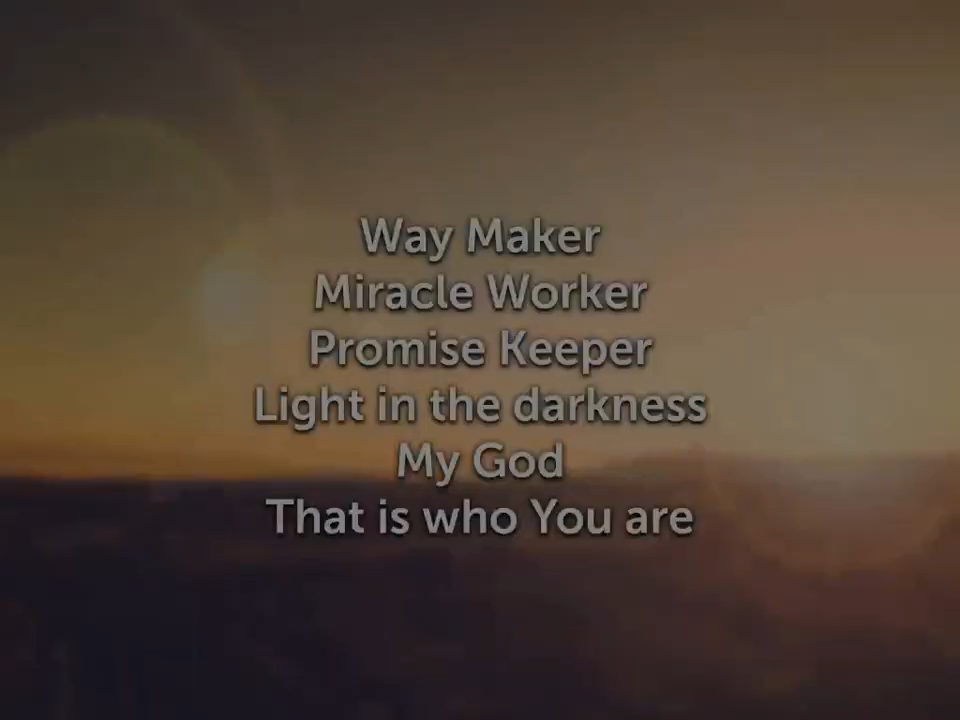 Way Maker
Miracle Worker
Promise Keeper
Light in the darkness
My God
That is who You are